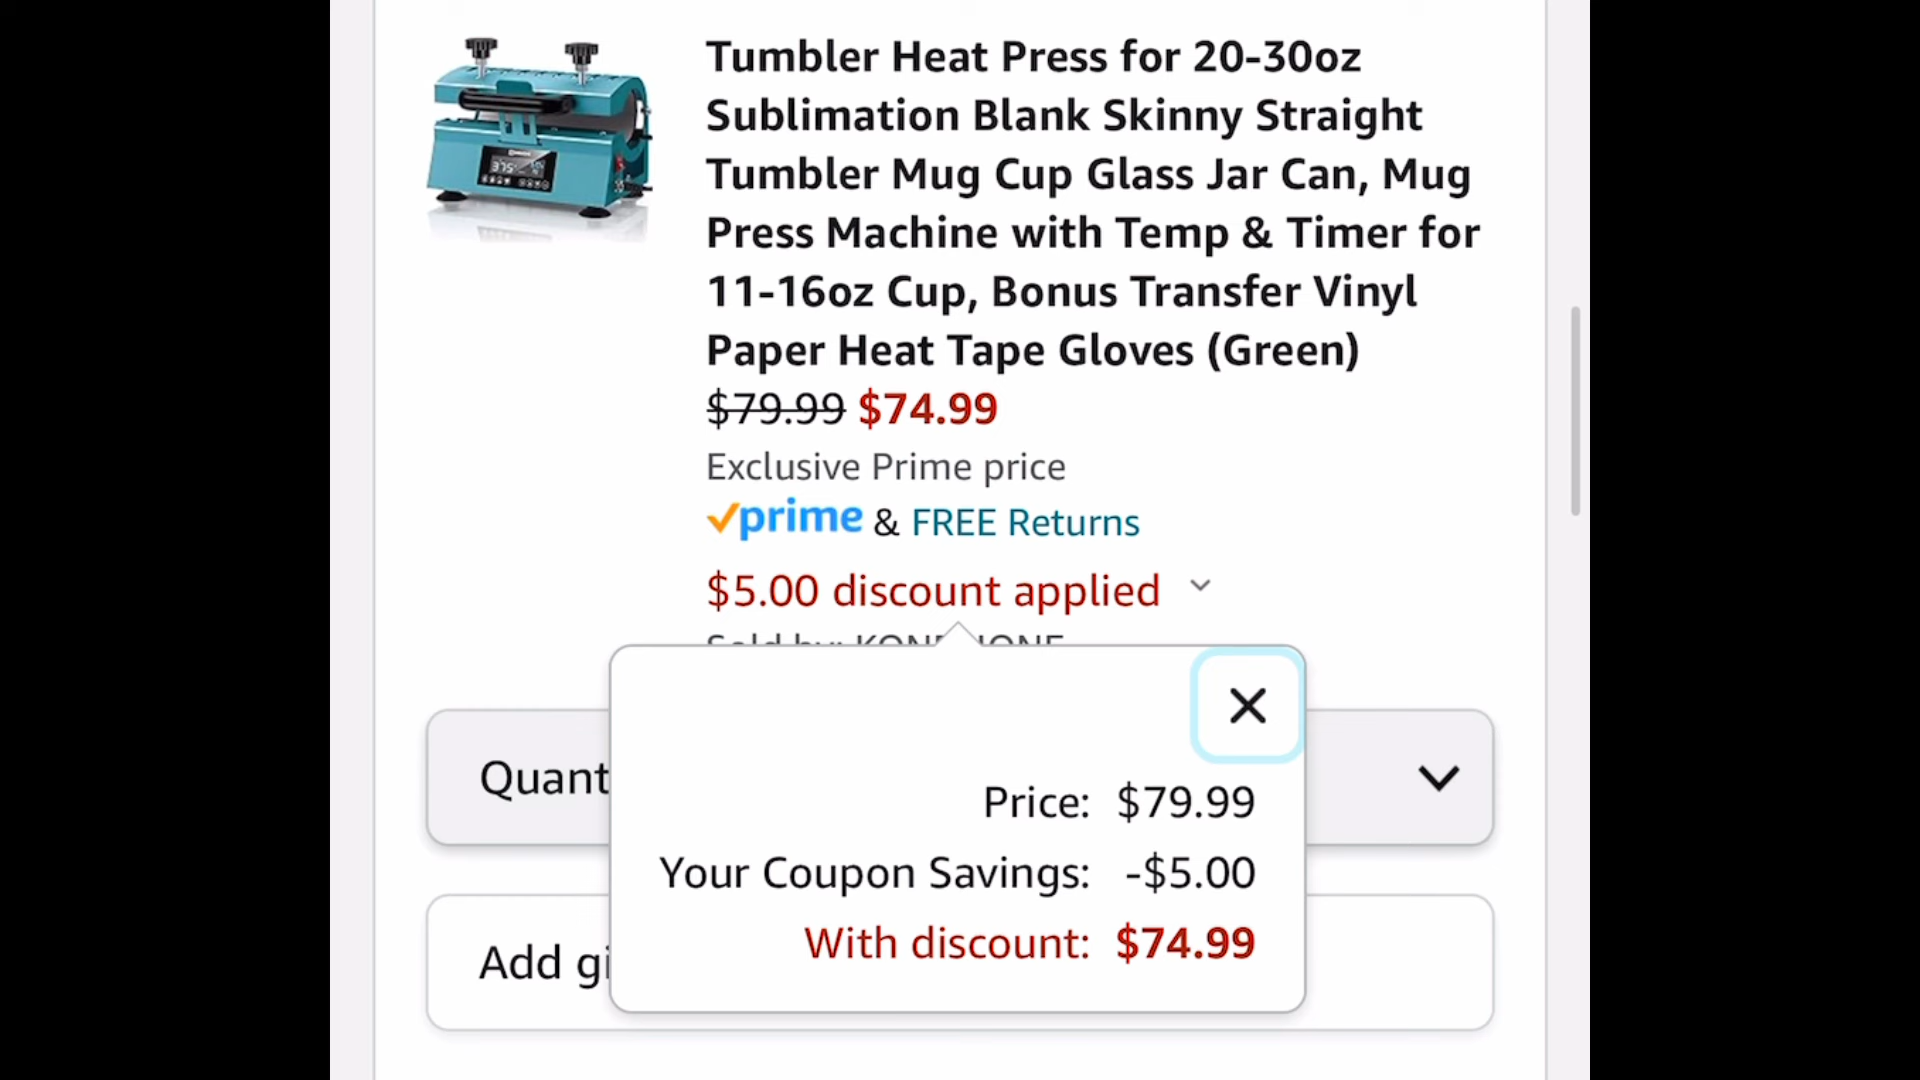 Tumbler Heat Press for 20-30oz
Sublimation Blank Skinny Straight
Tumbler Mug Cup Glass Jar Can, Mug
Press Machine with Temp & Timer for
11-16oz Cup, Bonus Transfer Vinyl
Paper Heat Tape Gloves (Green)
$79.99 $74.99
Exclusive Prime price
prime & FREE Returns
$5.00 discount applied
Sold by:
Quant
Price: $79.99
Your Coupon Savings: -$5.00
With discount: $74.99
Add gi
375